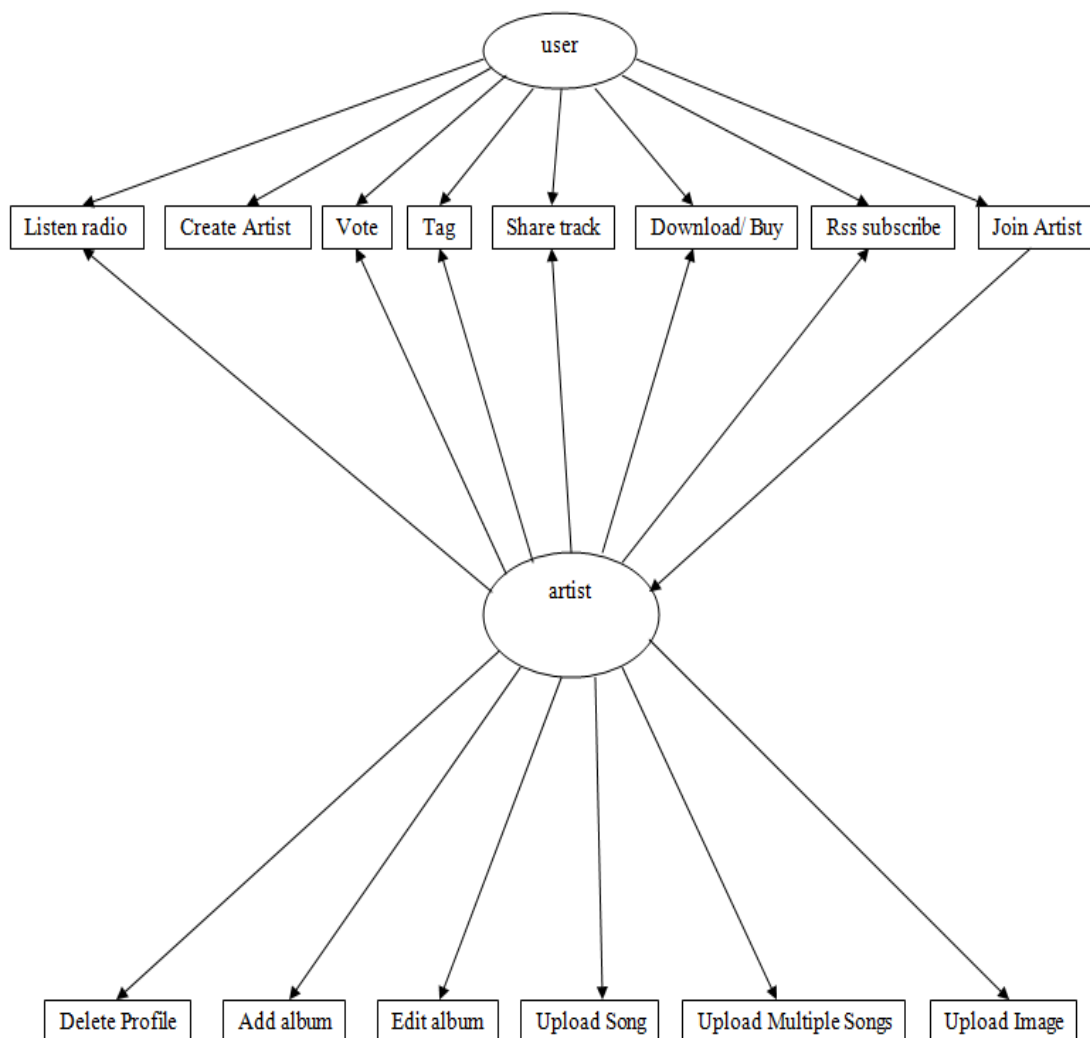 user
Listen radio
Create Artist
Vote
Tag
Share track
Download/ Buy
Rss subscribe
Join Artist
artist
Delete Profile
Add album
Edit album
Upload Song
Upload Multiple Songs
Upload Image